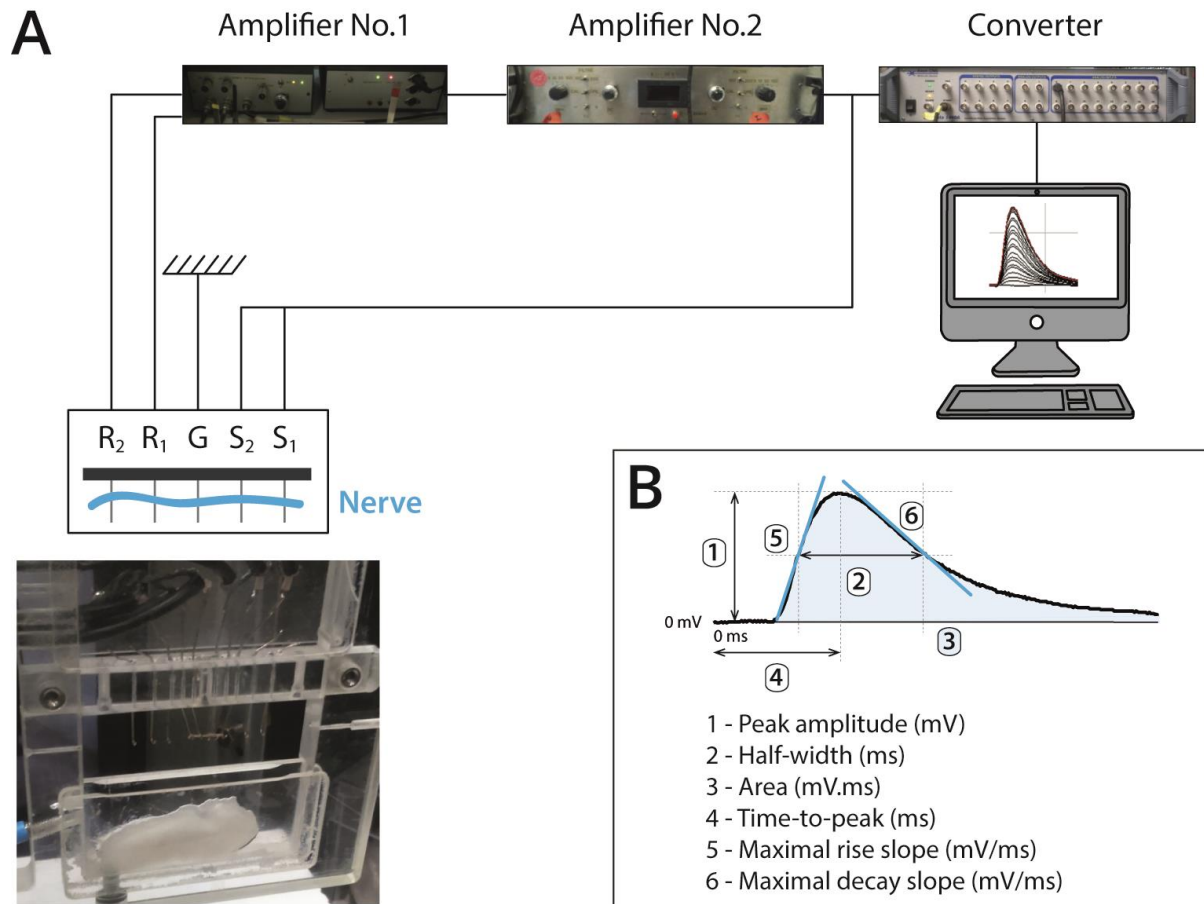 A
Amplifier No.1
Amplifier No.2
Converter
R2 R1 G S2 S1
Nerve
B
1
5
6
2
0 mV
0 ms
3
4
1 - Peak amplitude (mV)
2 - Half-width (ms)
3 - Area (mV.ms)
4 - Time-to-peak (ms)
5 - Maximal rise slope (mV/ms)
6 - Maximal decay slope (mV/ms)